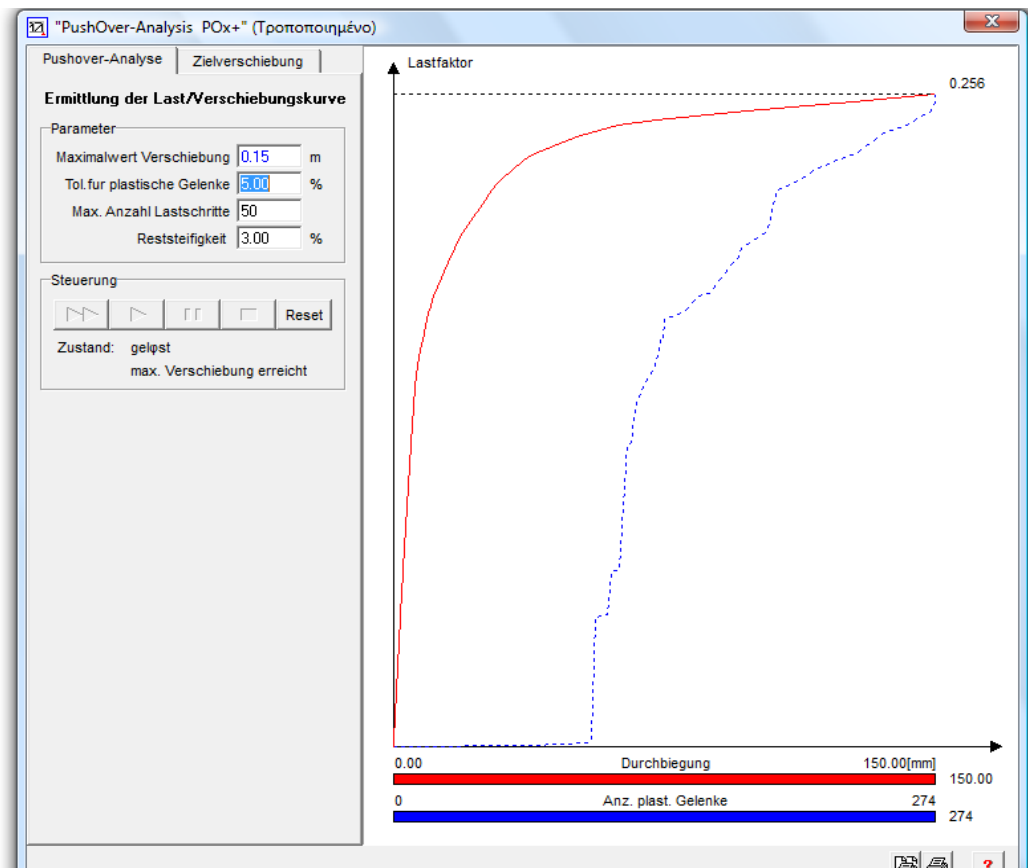 "PushOver-Analysis POx+" (Τροποποιημένο)
Pushover-Analyse
Zielverschiebung
Ermittlung der Last/Verschiebungskurve
Parameter
Maximalwert Verschiebung 0.15 m
Tol.fur plastische Gelenke 5.00 %
Max. Anzahl Lastschritte 50
Reststeifigkeit 3.00 %
Steuerung
Reset
Zustand: gelφst
max. Verschiebung erreicht
Lastfaktor
0.256
0.00 Durchbiegung 150.00[mm]
150.00
0 Anz. plast. Gelenke 274
274
?